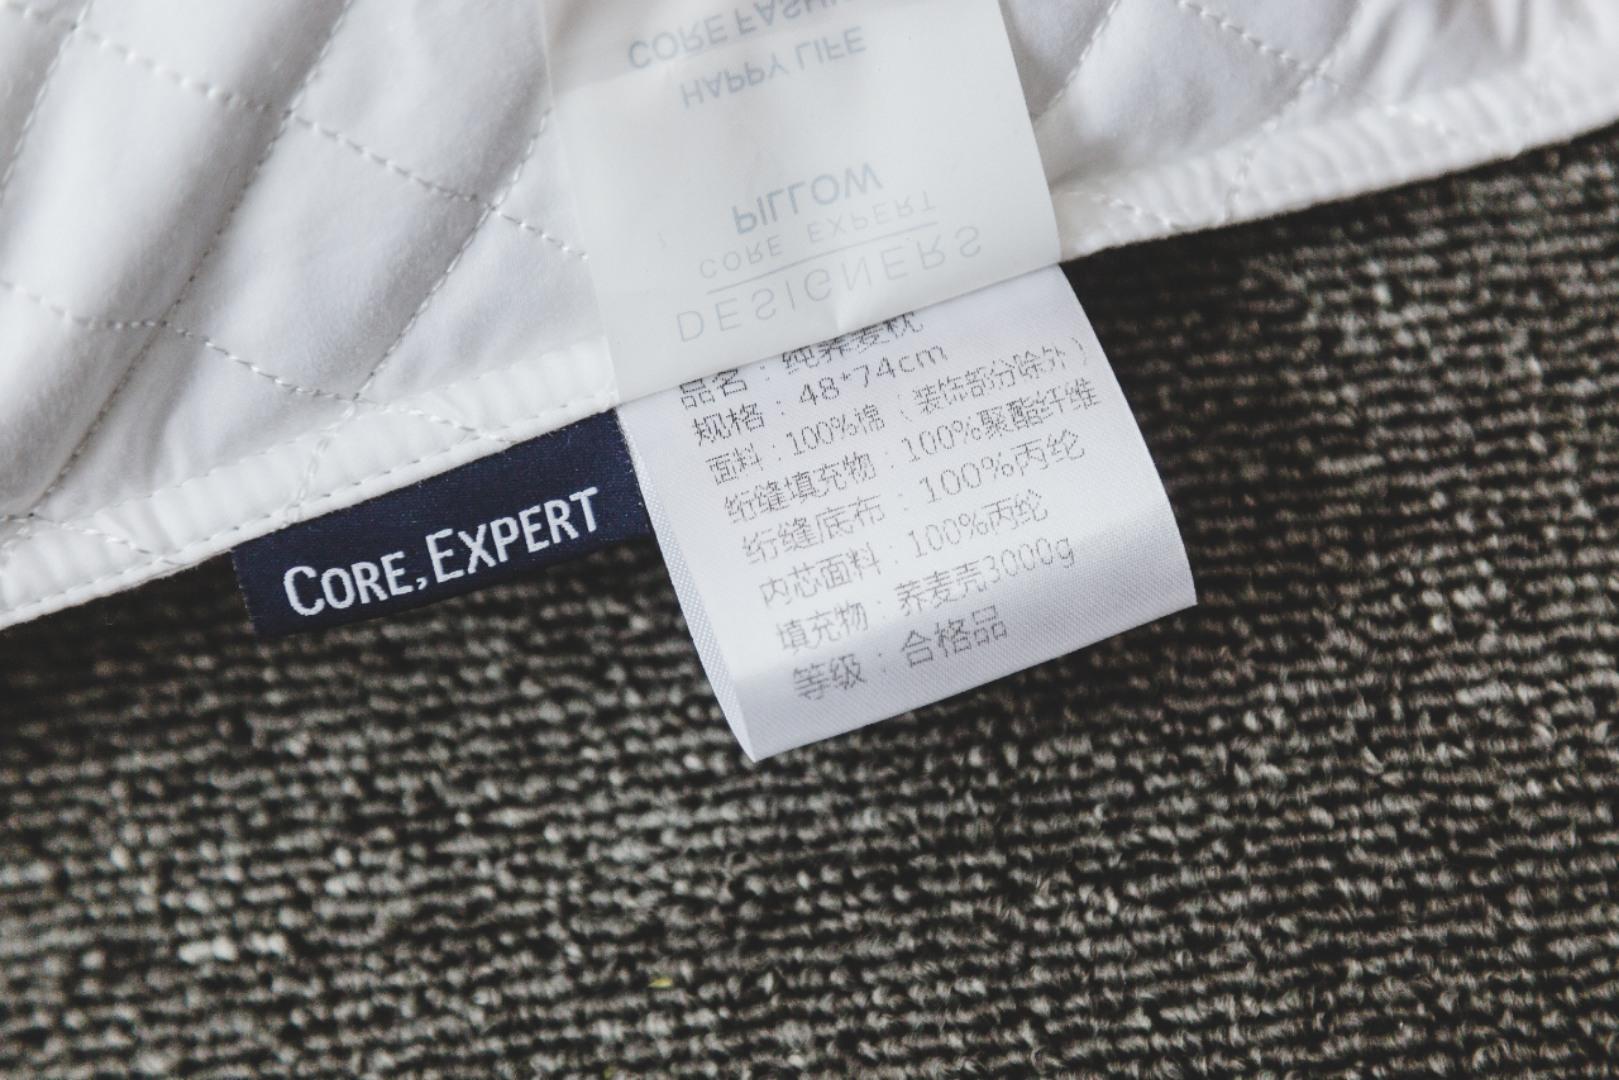 CORE FASHI
HAPPY LIFE
PILLOW
CORE EXPERT
DESIGNERS
CORE, EXPERT
品名：纯荞麦枕
规格：48*74cm
面料：100%棉（装饰部分除外）
绗缝填充物：100%聚酯纤维
绗缝底布：100%丙纶
内芯面料：100%丙纶
填充物：荞麦壳3000g
等级：合格品